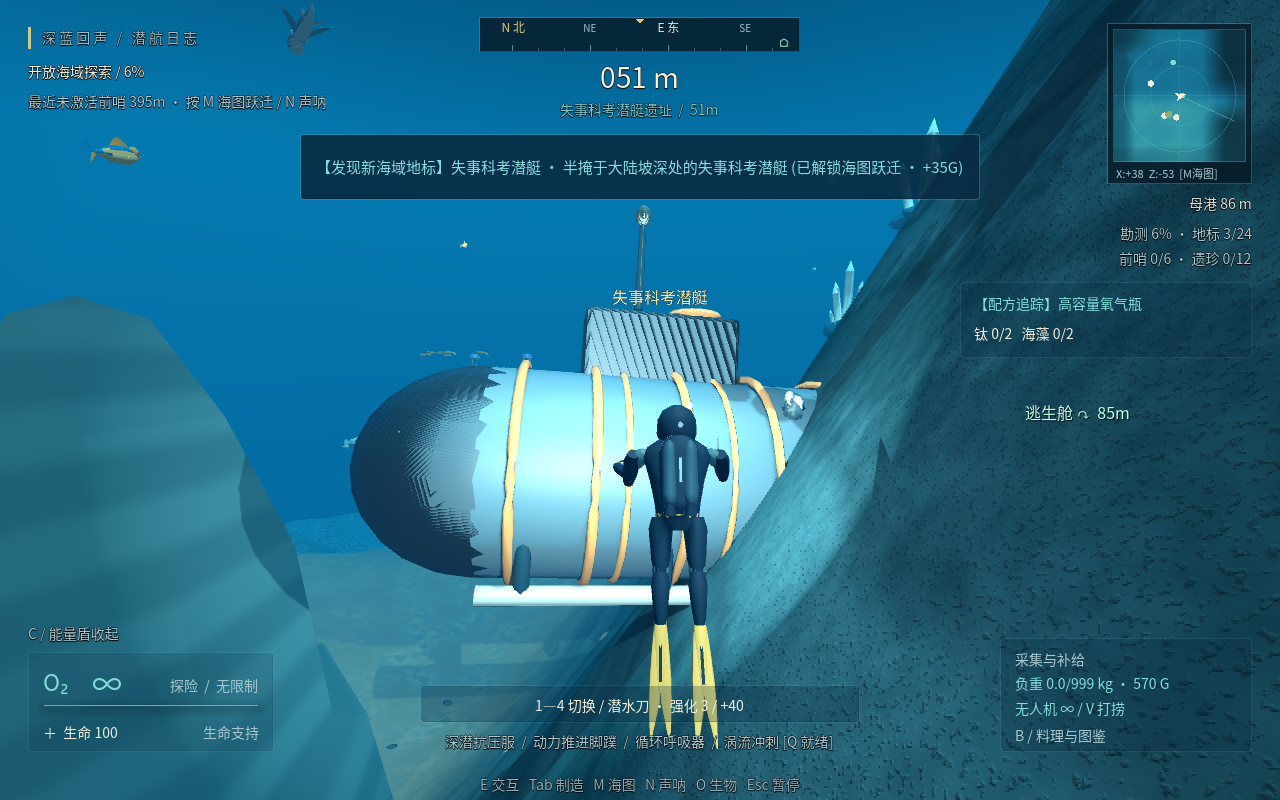 深蓝回声 / 潜航日志
开放海域探索 / 6%
最近未激活前哨 395m · 按 M 海图跃迁 / N 声呐
N 北 NE E 东 SE
051 m
失事科考潜艇遗址 / 51m
【发现新海域地标】失事科考潜艇 · 半掩于大陆坡深处的失事科考潜艇 (已解锁海图跃迁 · +35G)
X:+38 Z:-53 [M海图]
母港 86 m
勘测 6% · 地标 3/24
前哨 0/6 · 遗珍 0/12
【配方追踪】高容量氧气瓶
钛 0/2 海藻 0/2
失事科考潜艇
逃生舱 85m
C / 能量盾收起
O₂ ∞ 探险 / 无限制
＋ 生命 100 生命支持
1—4 切换 / 潜水刀 · 强化 3 / +40
深潜抗压服 / 动力推进脚蹼 / 循环呼吸器 / 涡流冲刺 [Q 就绪]
E 交互 Tab 制造 M 海图 N 声呐 O 生物 Esc 暂停
采集与补给
负重 0.0/999 kg · 570 G
无人机 ∞ / V 打捞
B / 料理与图鉴